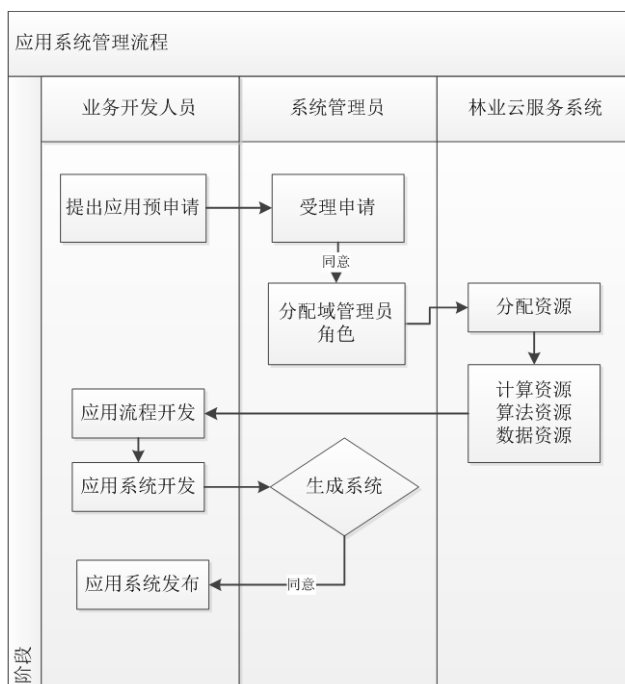 应用系统管理流程
业务开发人员
系统管理员
林业云服务系统
提出应用预申请
受理申请
同意
分配域管理员
角色
分配资源
计算资源
算法资源
数据资源
应用流程开发
应用系统开发
生成系统
应用系统发布
同意
阶段